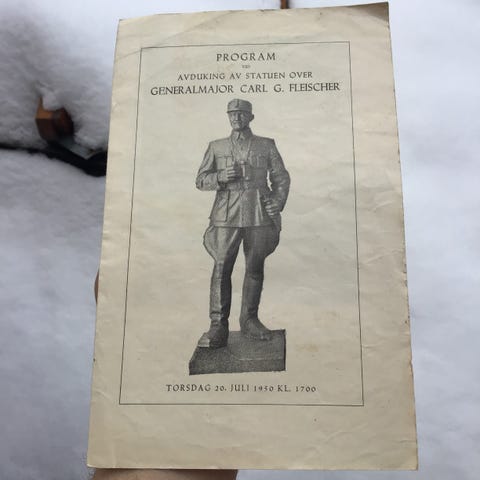 PROGRAM
VED
AVDUKING AV STATUEN OVER
GENERALMAJOR CARL G. FLEISCHER
TORSDAG 20. JULI 1950 KL. 1700